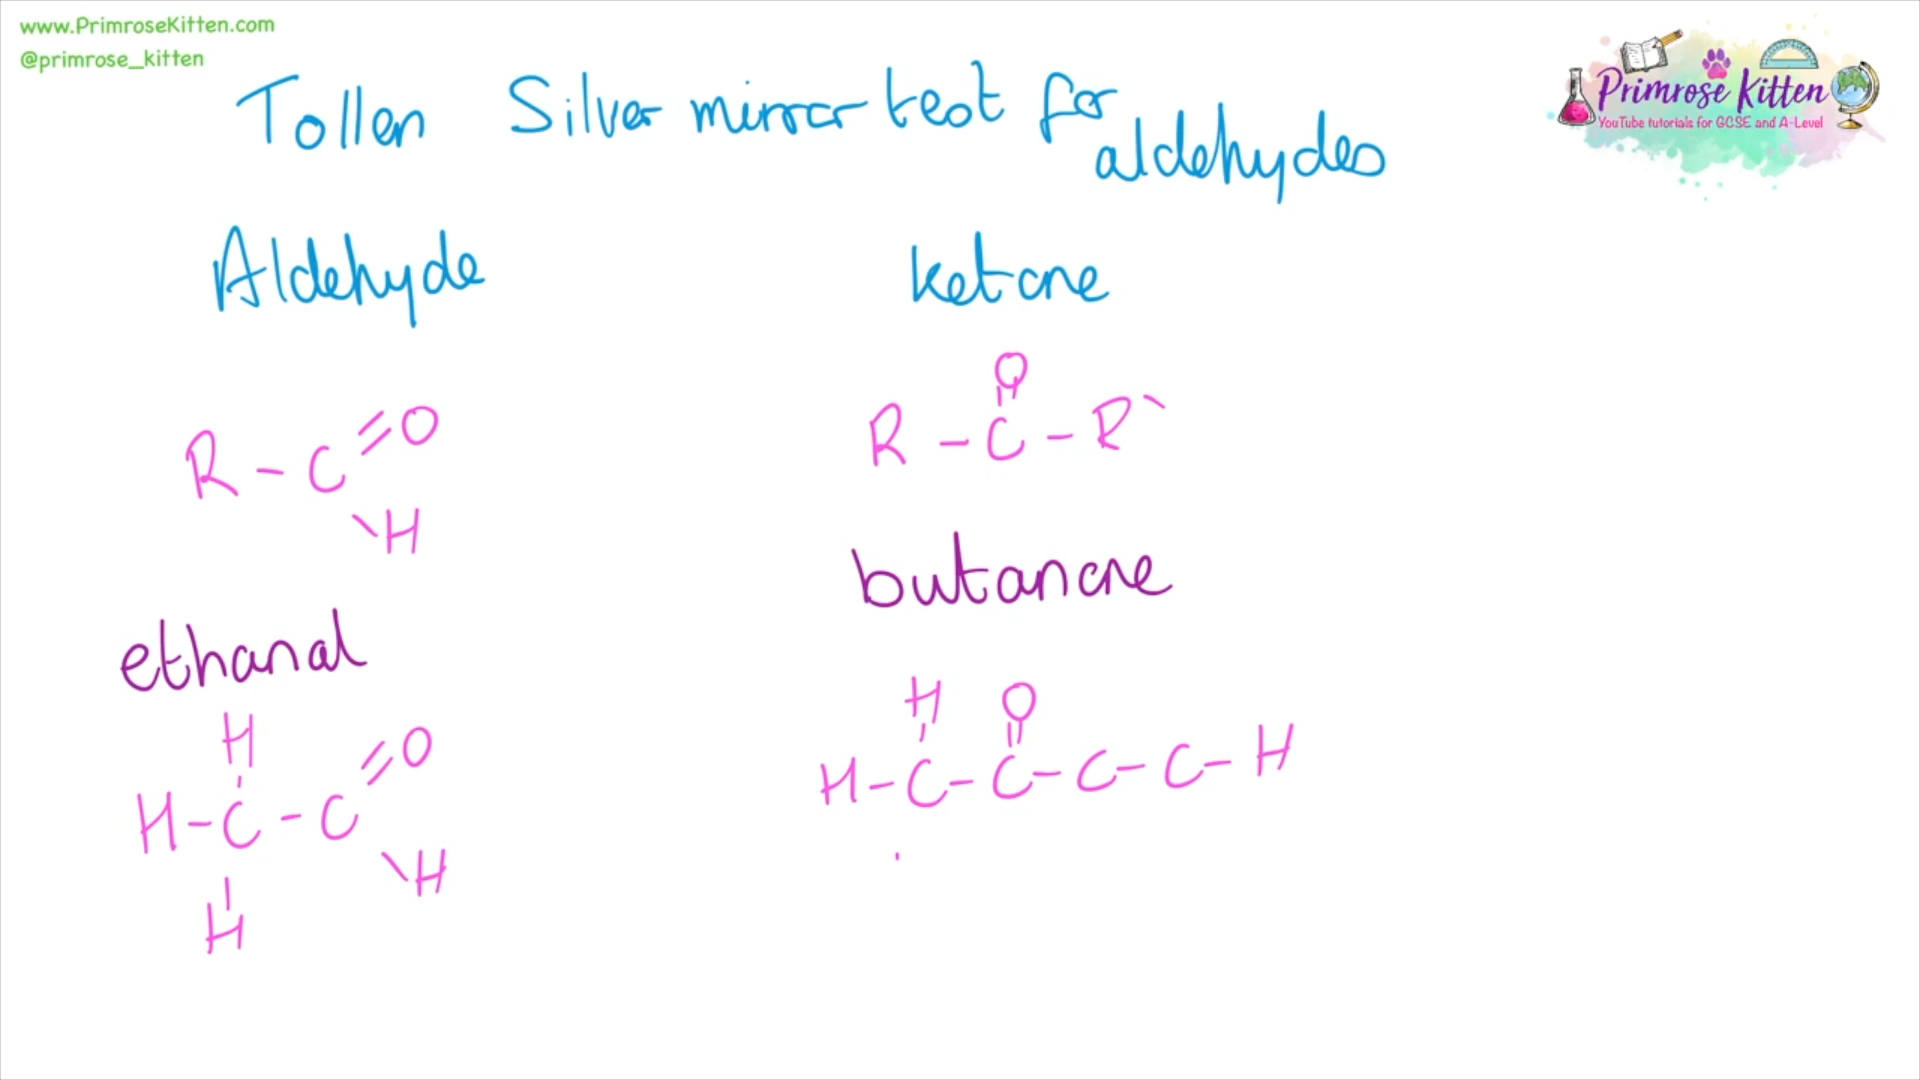 www.PrimroseKitten.com
@primrose_kitten
Primrose Kitten
YouTube tutorials for GCSE and A-Level
Tollen Silver mirror test for
aldehydes
Aldehyde
ketone
R - C =O
\H
O
R - C - R`
ethanal
H
H - C - C =O
\H
H
butanone
H O
H - C - C - C - C - H